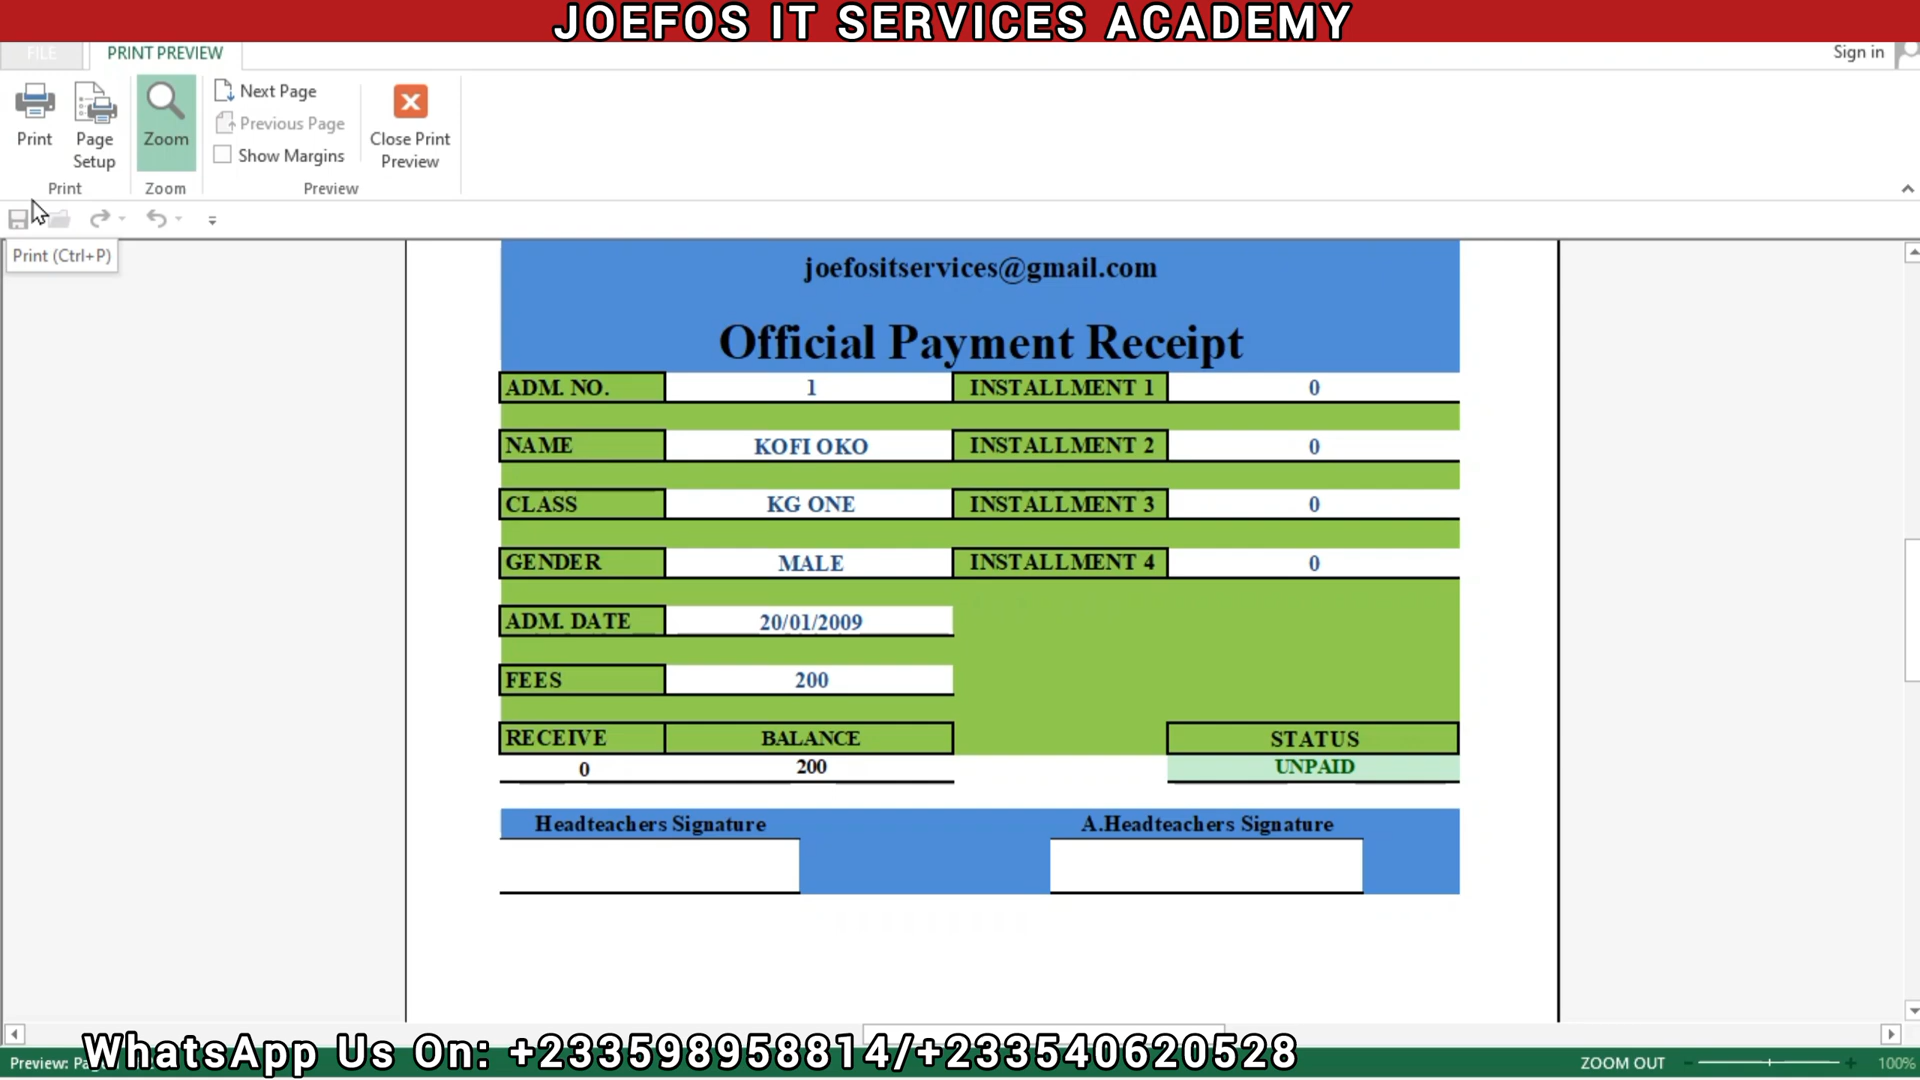 JOEFOS IT SERVICES ACADEMY
FILE
PRINT PREVIEW
Sign in
Print
Page Setup
Zoom
Next Page
Previous Page
Show Margins
Close Print Preview
Print
Zoom
Preview
Print (Ctrl+P)
joefositservices@gmail.com
Official Payment Receipt
ADM. NO. 1 INSTALLMENT 1 0
NAME KOFI OKO INSTALLMENT 2 0
CLASS KG ONE INSTALLMENT 3 0
GENDER MALE INSTALLMENT 4 0
ADM. DATE 20/01/2009
FEES 200
RECEIVE BALANCE STATUS
0 200 UNPAID
Headteachers Signature A.Headteachers Signature
WhatsApp Us On: +233598958814/+233540620528
Preview:
ZOOM OUT
100%